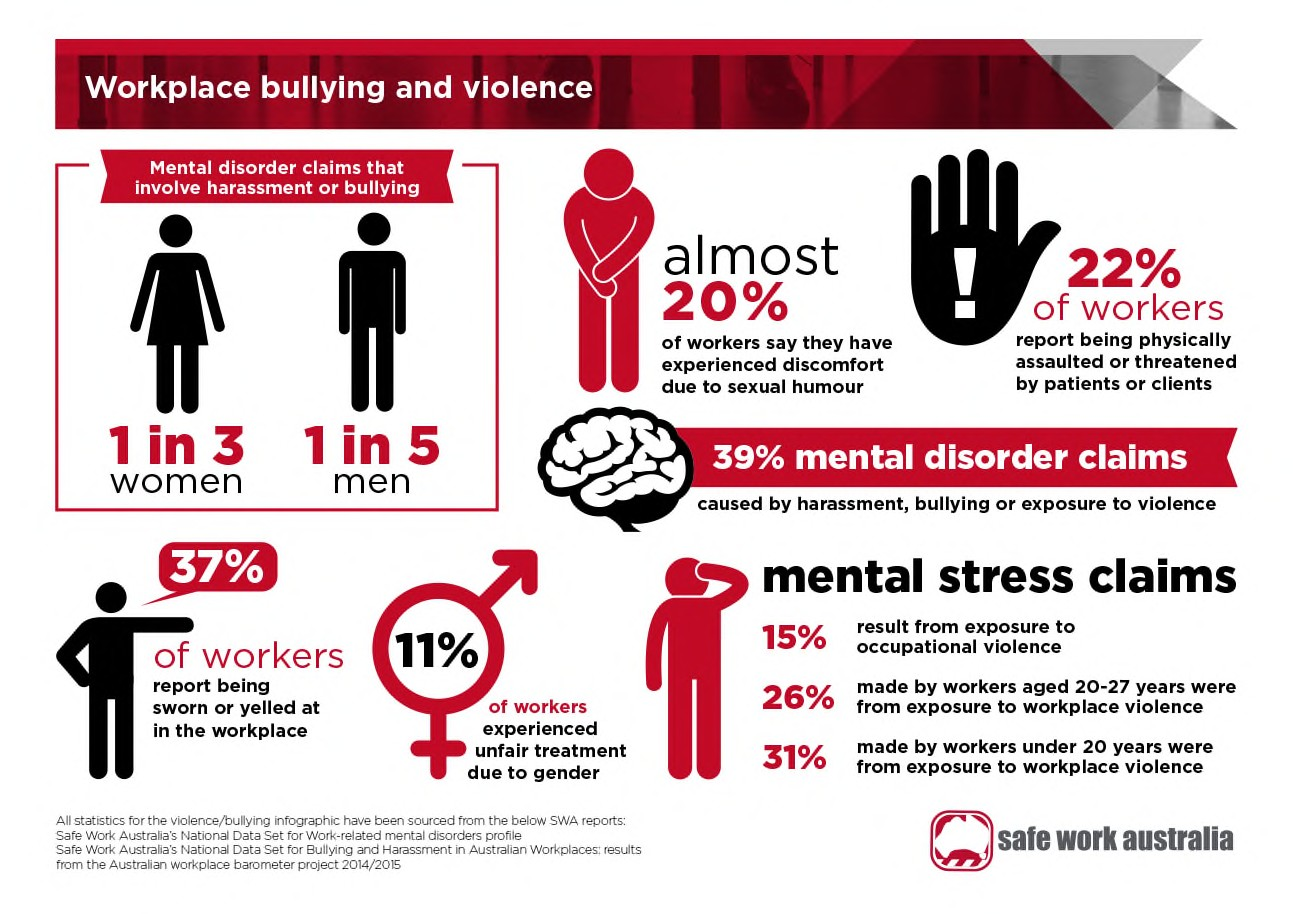 Workplace bullying and violence
Mental disorder claims that
involve harassment or bullying
1 in 3
women
1 in 5
men
almost
20%
of workers say they have
experienced discomfort
due to sexual humour
22%
of workers
report being physically
assaulted or threatened
by patients or clients
39% mental disorder claims
caused by harassment, bullying or exposure to violence
37%
of workers
report being
sworn or yelled at
in the workplace
11%
of workers
experienced
unfair treatment
due to gender
mental stress claims
15%
result from exposure to
occupational violence
26%
made by workers aged 20-27 years were
from exposure to workplace violence
31%
made by workers under 20 years were
from exposure to workplace violence
All statistics for the violence/bullying infographic have been sourced from the below SWA reports:
Safe Work Australia's National Data Set for Work-related mental disorders profile
Safe Work Australia's National Data Set for Bullying and Harassment in Australian Workplaces: results
from the Australian workplace barometer project 2014/2015
safe work australia